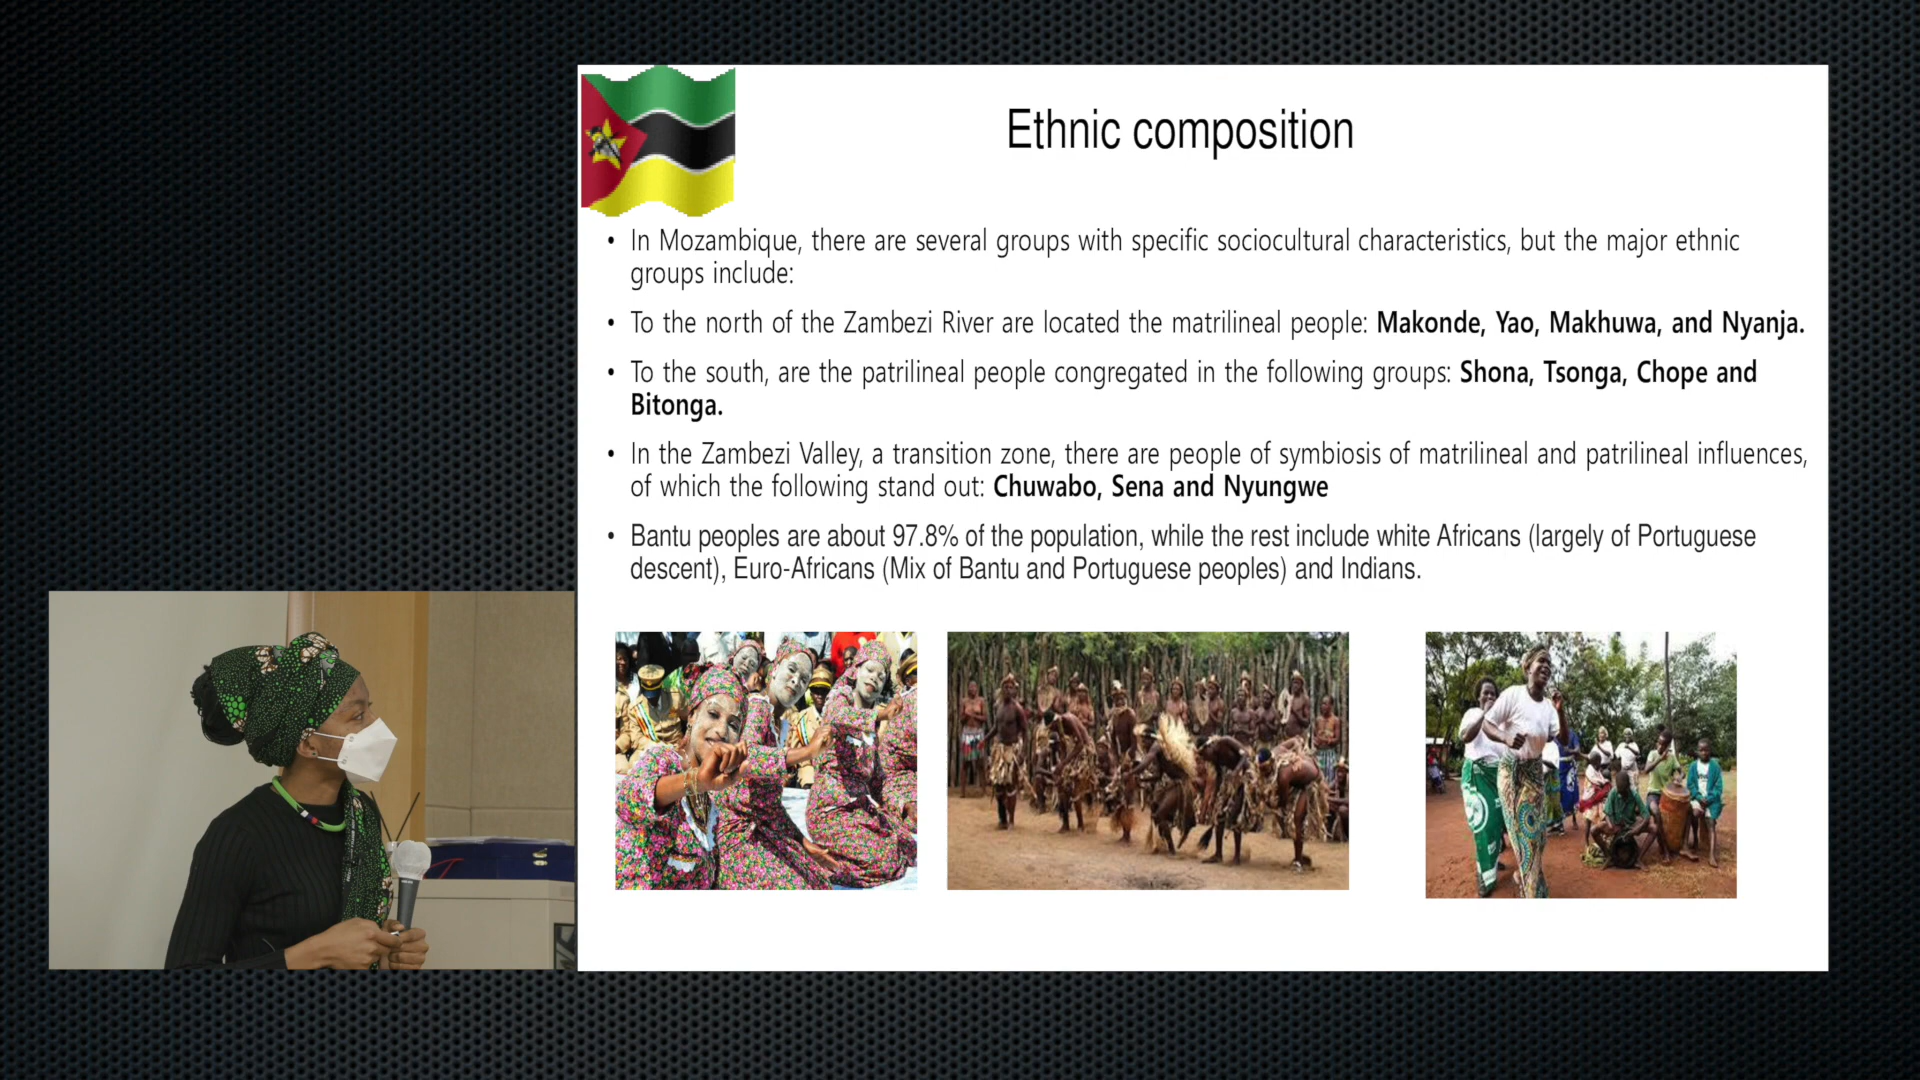 Ethnic composition
• In Mozambique, there are several groups with specific sociocultural characteristics, but the major ethnic
groups include:
• To the north of the Zambezi River are located the matrilineal people: Makonde, Yao, Makhuwa, and Nyanja.
• To the south, are the patrilineal people congregated in the following groups: Shona, Tsonga, Chope and
Bitonga.
• In the Zambezi Valley, a transition zone, there are people of symbiosis of matrilineal and patrilineal influences,
of which the following stand out: Chuwabo, Sena and Nyungwe
• Bantu peoples are about 97.8% of the population, while the rest include white Africans (largely of Portuguese
descent), Euro-Africans (Mix of Bantu and Portuguese peoples) and Indians.